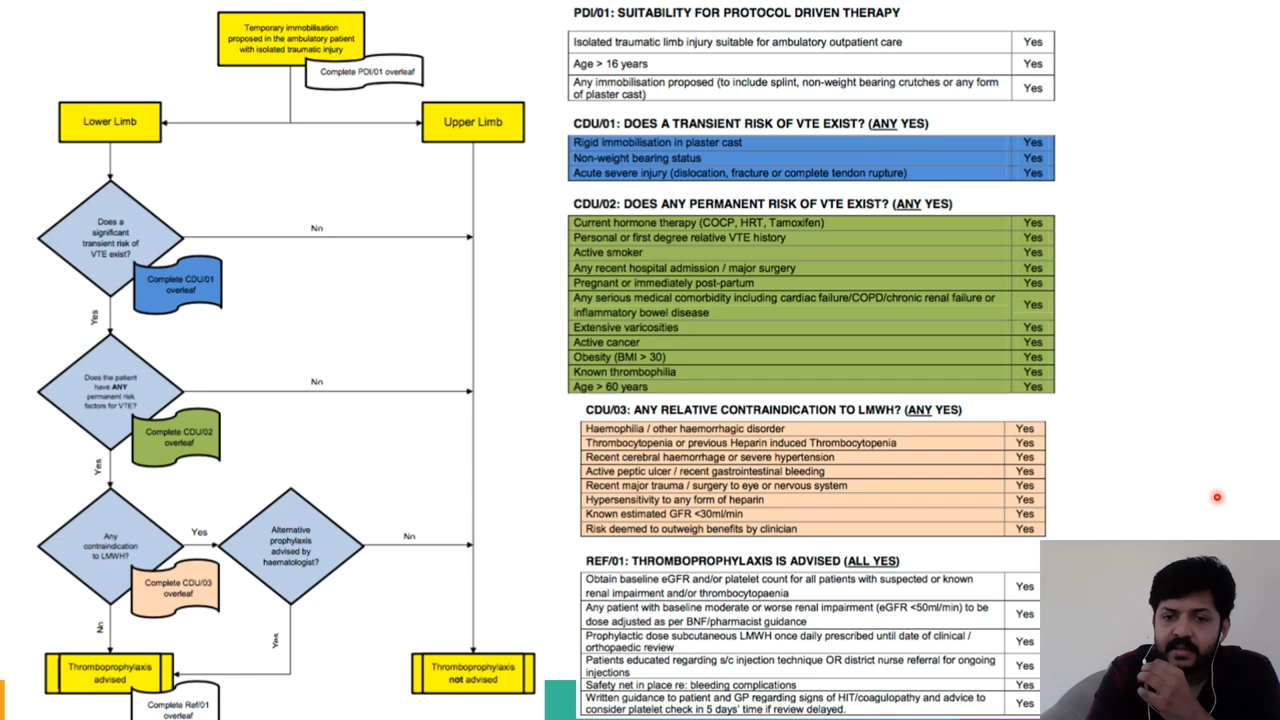 Temporary immobilisation
proposed in the ambulatory patient
with isolated traumatic injury
Complete PDI/01 overleaf
Lower Limb
Upper Limb
Does a
significant
transient risk of
VTE exist?
No
Complete CDU/01
overleaf
Yes
Does the patient
have ANY
permanent risk
factors for VTE?
No
Complete CDU/02
overleaf
Yes
Any
contraindication
to LMWH?
Yes
Alternative
prophylaxis
advised by
haematologist?
No
Complete CDU/03
overleaf
No
Yes
Thromboprophylaxis
advised
Thromboprophylaxis
not advised
Complete Ref/01
overleaf
PDI/01: SUITABILITY FOR PROTOCOL DRIVEN THERAPY
Isolated traumatic limb injury suitable for ambulatory outpatient care Yes
Age > 16 years Yes
Any immobilisation proposed (to include splint, non-weight bearing crutches or any form
of plaster cast) Yes
CDU/01: DOES A TRANSIENT RISK OF VTE EXIST? (ANY YES)
Rigid immobilisation in plaster cast Yes
Non-weight bearing status Yes
Acute severe injury (dislocation, fracture or complete tendon rupture) Yes
CDU/02: DOES ANY PERMANENT RISK OF VTE EXIST? (ANY YES)
Current hormone therapy (COCP, HRT, Tamoxifen) Yes
Personal or first degree relative VTE history Yes
Active smoker Yes
Any recent hospital admission / major surgery Yes
Pregnant or immediately post-partum Yes
Any serious medical comorbidity including cardiac failure/COPD/chronic renal failure or
inflammatory bowel disease Yes
Extensive varicosities Yes
Active cancer Yes
Obesity (BMI > 30) Yes
Known thrombophilia Yes
Age > 60 years Yes
CDU/03: ANY RELATIVE CONTRAINDICATION TO LMWH? (ANY YES)
Haemophilia / other haemorrhagic disorder Yes
Thrombocytopenia or previous Heparin induced Thrombocytopenia Yes
Recent cerebral haemorrhage or severe hypertension Yes
Active peptic ulcer / recent gastrointestinal bleeding Yes
Recent major trauma / surgery to eye or nervous system Yes
Hypersensitivity to any form of heparin Yes
Known estimated GFR <30ml/min Yes
Risk deemed to outweigh benefits by clinician Yes
REF/01: THROMBOPROPHYLAXIS IS ADVISED (ALL YES)
Obtain baseline eGFR and/or platelet count for all patients with suspected or known
renal impairment and/or thrombocytopaenia Yes
Any patient with baseline moderate or worse renal impairment (eGFR <50ml/min) to be
dose adjusted as per BNF/pharmacist guidance Yes
Prophylactic dose subcutaneous LMWH once daily prescribed until date of clinical /
orthopaedic review Yes
Patients educated regarding s/c injection technique OR district nurse referral for ongoing
injections Yes
Safety net in place re: bleeding complications Yes
Written guidance to patient and GP regarding signs of HIT/coagulopathy and advice to
consider platelet check in 5 days' time if review delayed. Yes